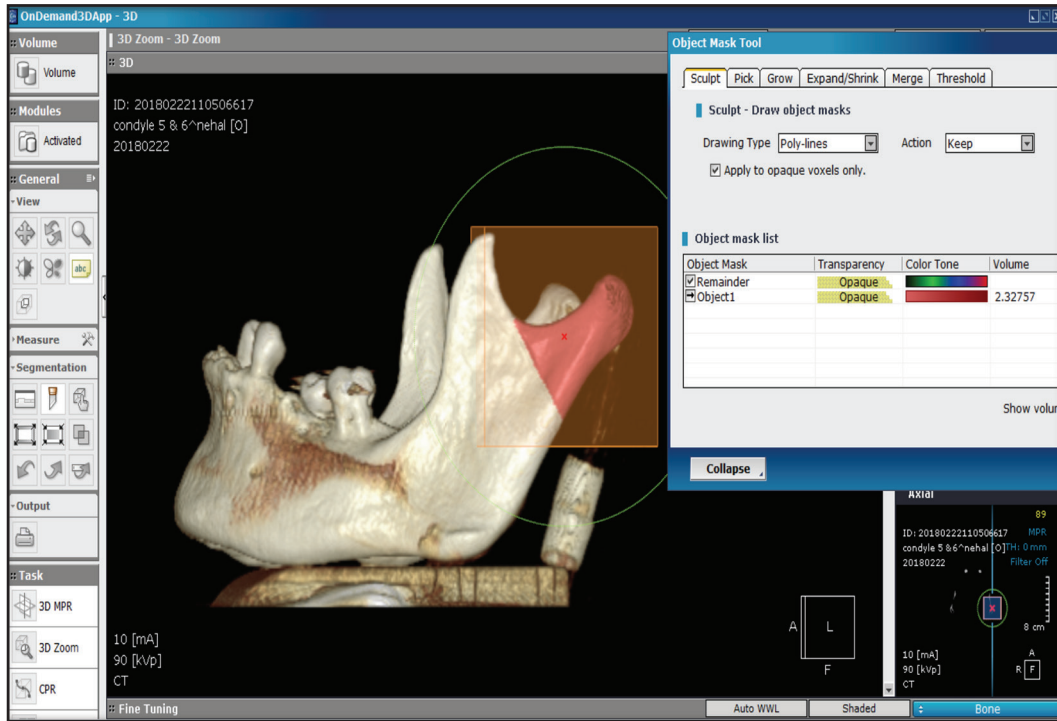 OnDemand3DApp - 3D
Volume
Volume
Modules
Activated
General
View
abc
Measure
Segmentation
Output
Task
3D MPR
3D Zoom
CPR
3D Zoom - 3D Zoom
3D
ID: 20180222110506617
condyle 5 & 6^nehal [O]
20180222
10 [mA]
90 [kVp]
CT
A L
F
x
Fine Tuning
Auto WWL Shaded Bone
Object Mask Tool
Sculpt Pick Grow Expand/Shrink Merge Threshold
Sculpt - Draw object masks
Drawing Type Poly-lines Action Keep
Apply to opaque voxels only.
Object mask list
Object Mask Transparency Color Tone Volume
Remainder Opaque
Object1 Opaque 2.32757
Show volum
Collapse
Axial
89
ID: 20180222110506617 MPR
condyle 5 &6^nehal [O] TH: 0 mm
20180222 Filter Off
x
8 cm
10 [mA] A
90 [kVp] R F
CT